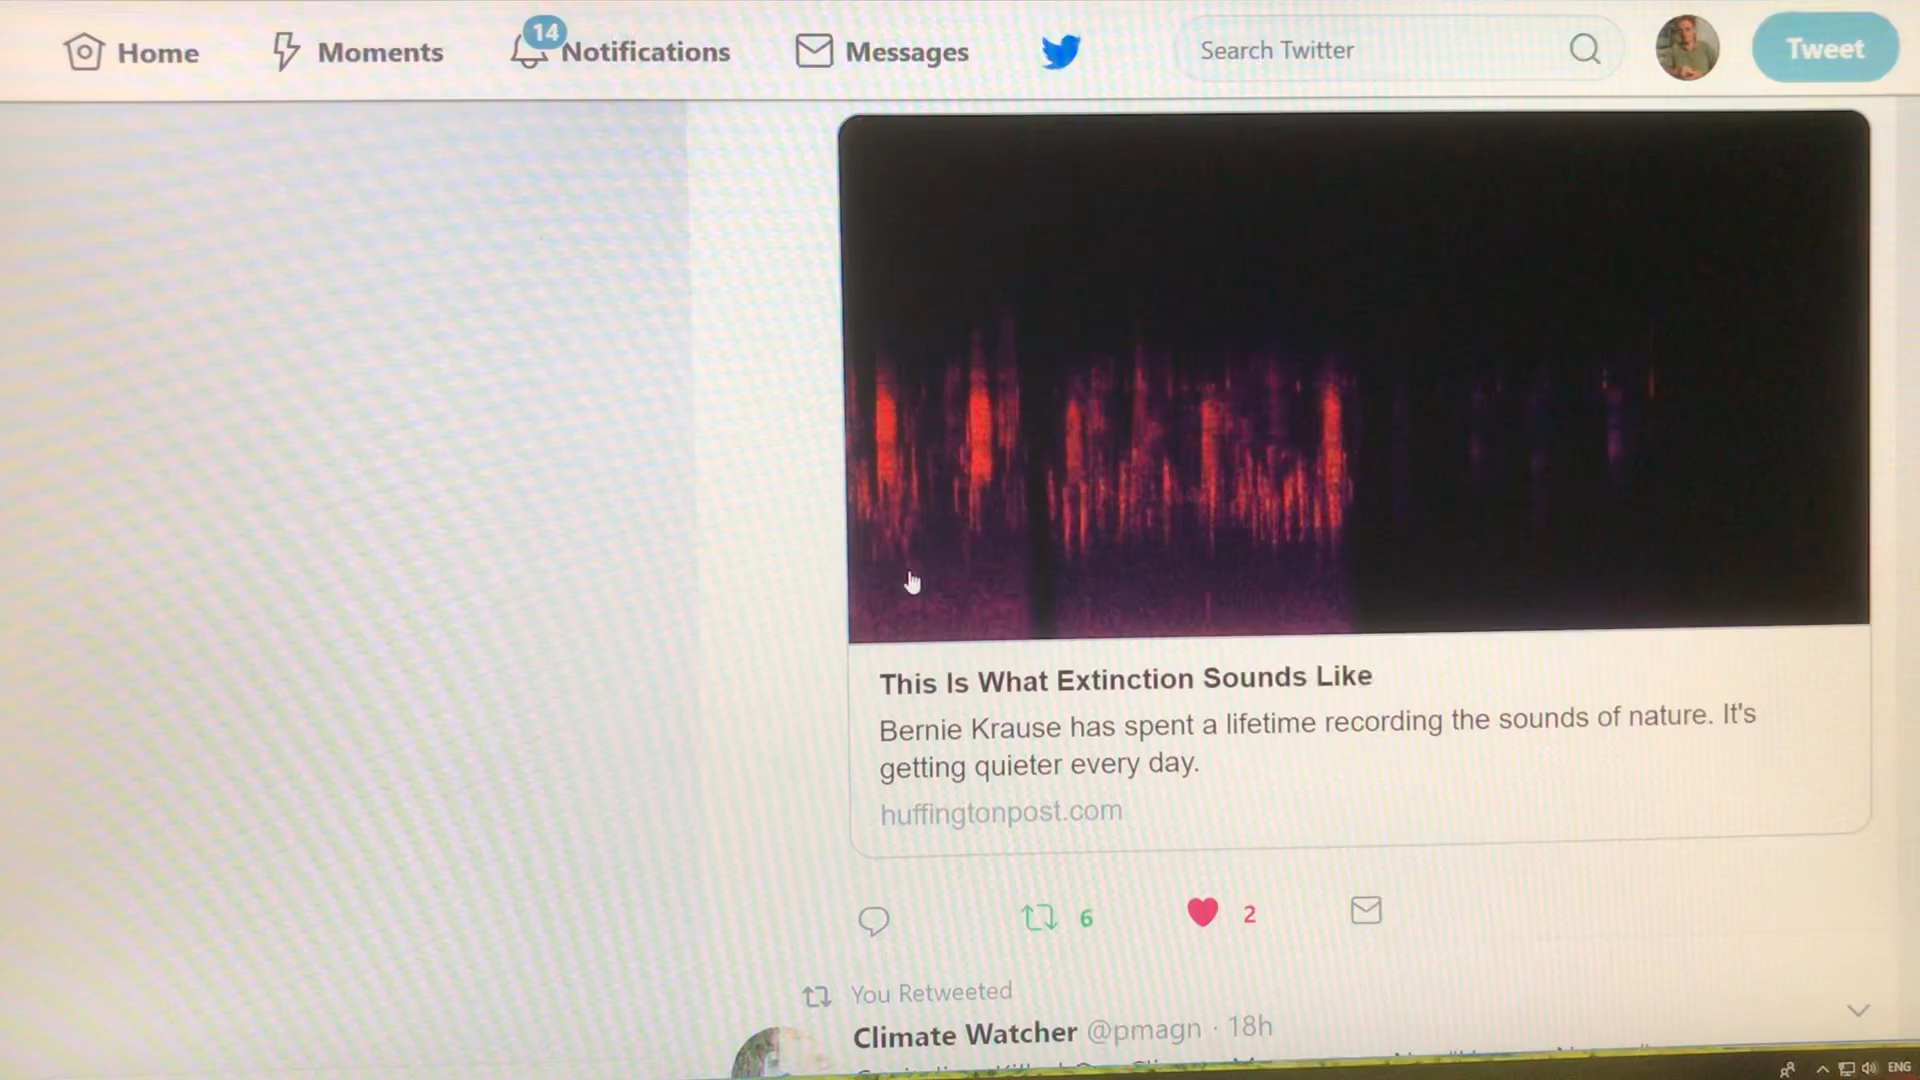 Home
Moments
14
Notifications
Messages
Search Twitter
Tweet
This Is What Extinction Sounds Like
Bernie Krause has spent a lifetime recording the sounds of nature. It's
getting quieter every day.
huffingtonpost.com
6
2
You Retweeted
Climate Watcher @pmagn · 18h
ENG